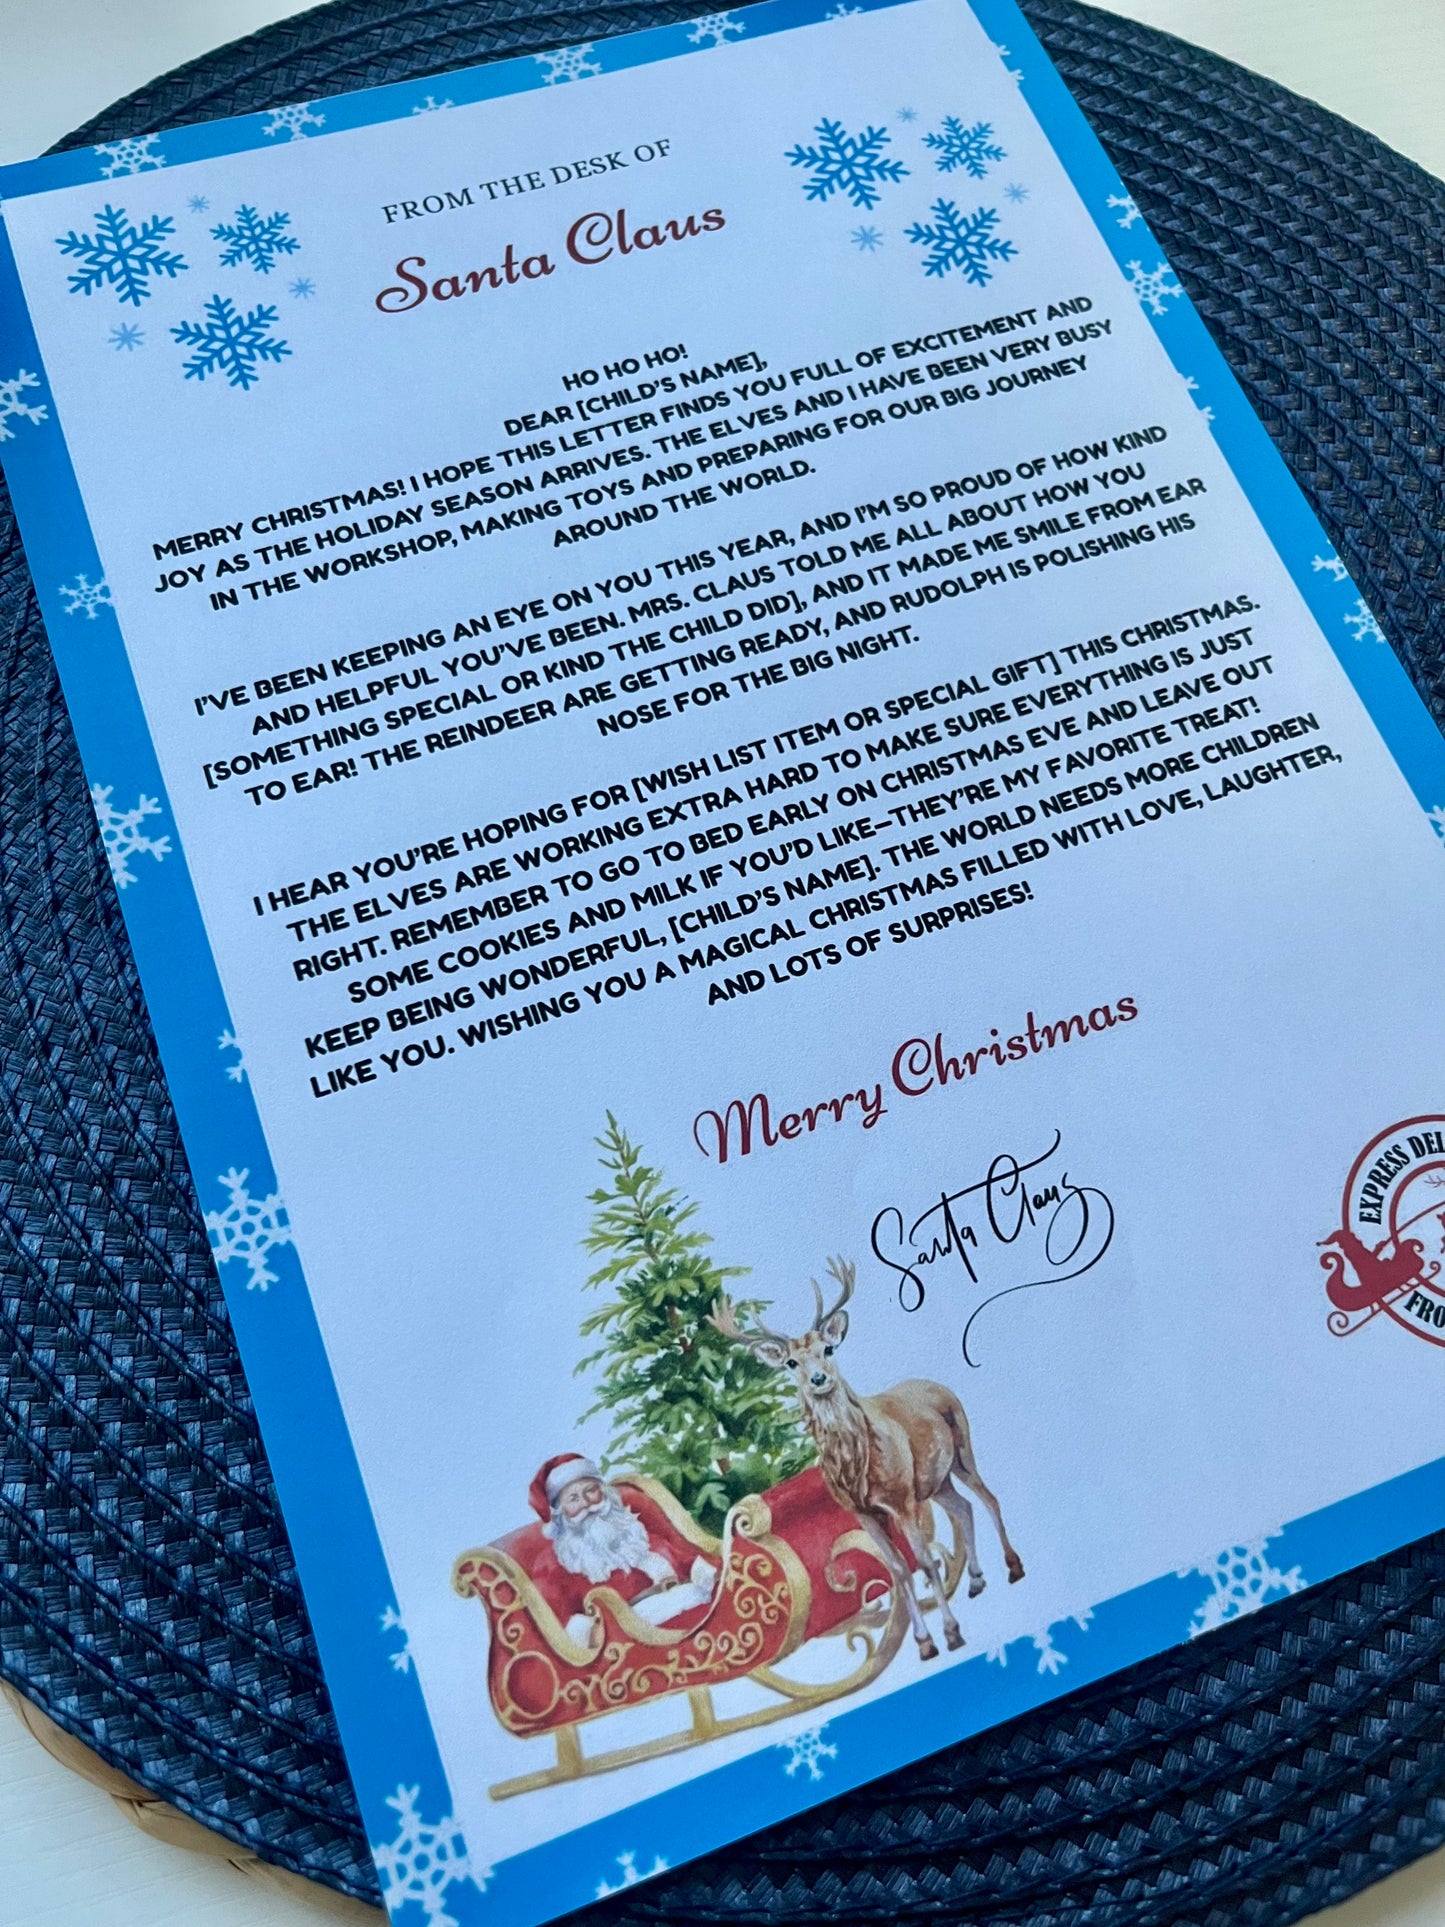 FROM THE DESK OF
Santa Claus
HO HO HO!
DEAR [CHILD'S NAME],
MERRY CHRISTMAS! I HOPE THIS LETTER FINDS YOU FULL OF EXCITEMENT AND
JOY AS THE HOLIDAY SEASON ARRIVES. THE ELVES AND I HAVE BEEN VERY BUSY
IN THE WORKSHOP, MAKING TOYS AND PREPARING FOR OUR BIG JOURNEY
AROUND THE WORLD.
I'VE BEEN KEEPING AN EYE ON YOU THIS YEAR, AND I'M SO PROUD OF HOW KIND
AND HELPFUL YOU'VE BEEN. MRS. CLAUS TOLD ME ALL ABOUT HOW YOU
[SOMETHING SPECIAL OR KIND THE CHILD DID], AND IT MADE ME SMILE FROM EAR
TO EAR! THE REINDEER ARE GETTING READY, AND RUDOLPH IS POLISHING HIS
NOSE FOR THE BIG NIGHT.
I HEAR YOU'RE HOPING FOR [WISH LIST ITEM OR SPECIAL GIFT] THIS CHRISTMAS.
THE ELVES ARE WORKING EXTRA HARD TO MAKE SURE EVERYTHING IS JUST
RIGHT. REMEMBER TO GO TO BED EARLY ON CHRISTMAS EVE AND LEAVE OUT
SOME COOKIES AND MILK IF YOU'D LIKE—THEY'RE MY FAVORITE TREAT!
KEEP BEING WONDERFUL, [CHILD'S NAME]. THE WORLD NEEDS MORE CHILDREN
LIKE YOU. WISHING YOU A MAGICAL CHRISTMAS FILLED WITH LOVE, LAUGHTER,
AND LOTS OF SURPRISES!
Merry Christmas
Santa Claus
EXPRESS DEL
FRO